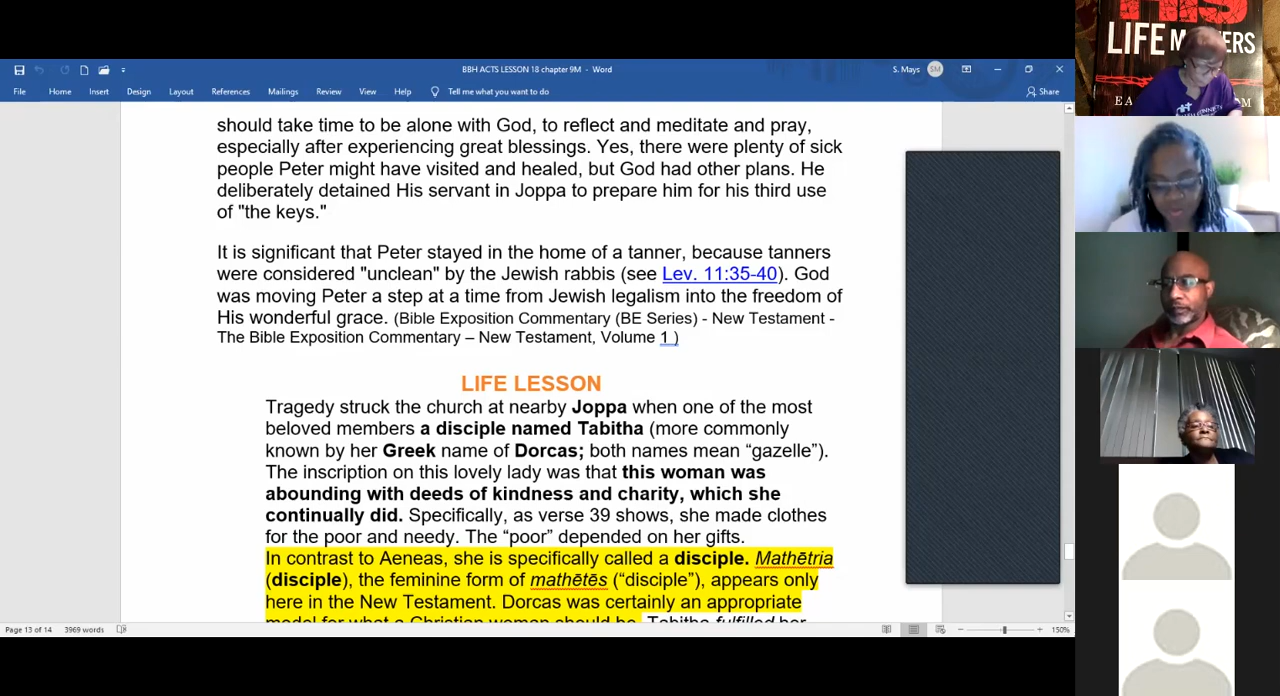 BBH ACTS LESSON 18 chapter 9M - Word
S. Mays
SM
File Home Insert Design Layout References Mailings Review View Help Tell me what you want to do
Share
should take time to be alone with God, to reflect and meditate and pray,
especially after experiencing great blessings. Yes, there were plenty of sick
people Peter might have visited and healed, but God had other plans. He
deliberately detained His servant in Joppa to prepare him for his third use
of "the keys."
It is significant that Peter stayed in the home of a tanner, because tanners
were considered "unclean" by the Jewish rabbis (see Lev. 11:35-40). God
was moving Peter a step at a time from Jewish legalism into the freedom of
His wonderful grace. (Bible Exposition Commentary (BE Series) - New Testament -
The Bible Exposition Commentary – New Testament, Volume 1 )
LIFE LESSON
Tragedy struck the church at nearby Joppa when one of the most
beloved members a disciple named Tabitha (more commonly
known by her Greek name of Dorcas; both names mean “gazelle”).
The inscription on this lovely lady was that this woman was
abounding with deeds of kindness and charity, which she
continually did. Specifically, as verse 39 shows, she made clothes
for the poor and needy. The “poor” depended on her gifts.
In contrast to Aeneas, she is specifically called a disciple. Mathētria
(disciple), the feminine form of mathētēs (“disciple”), appears only
here in the New Testament. Dorcas was certainly an appropriate
model for what a Christian woman should be. Tabitha fulfilled her
Page 13 of 14 3969 words
150%
HIS
LIFE MATTERS